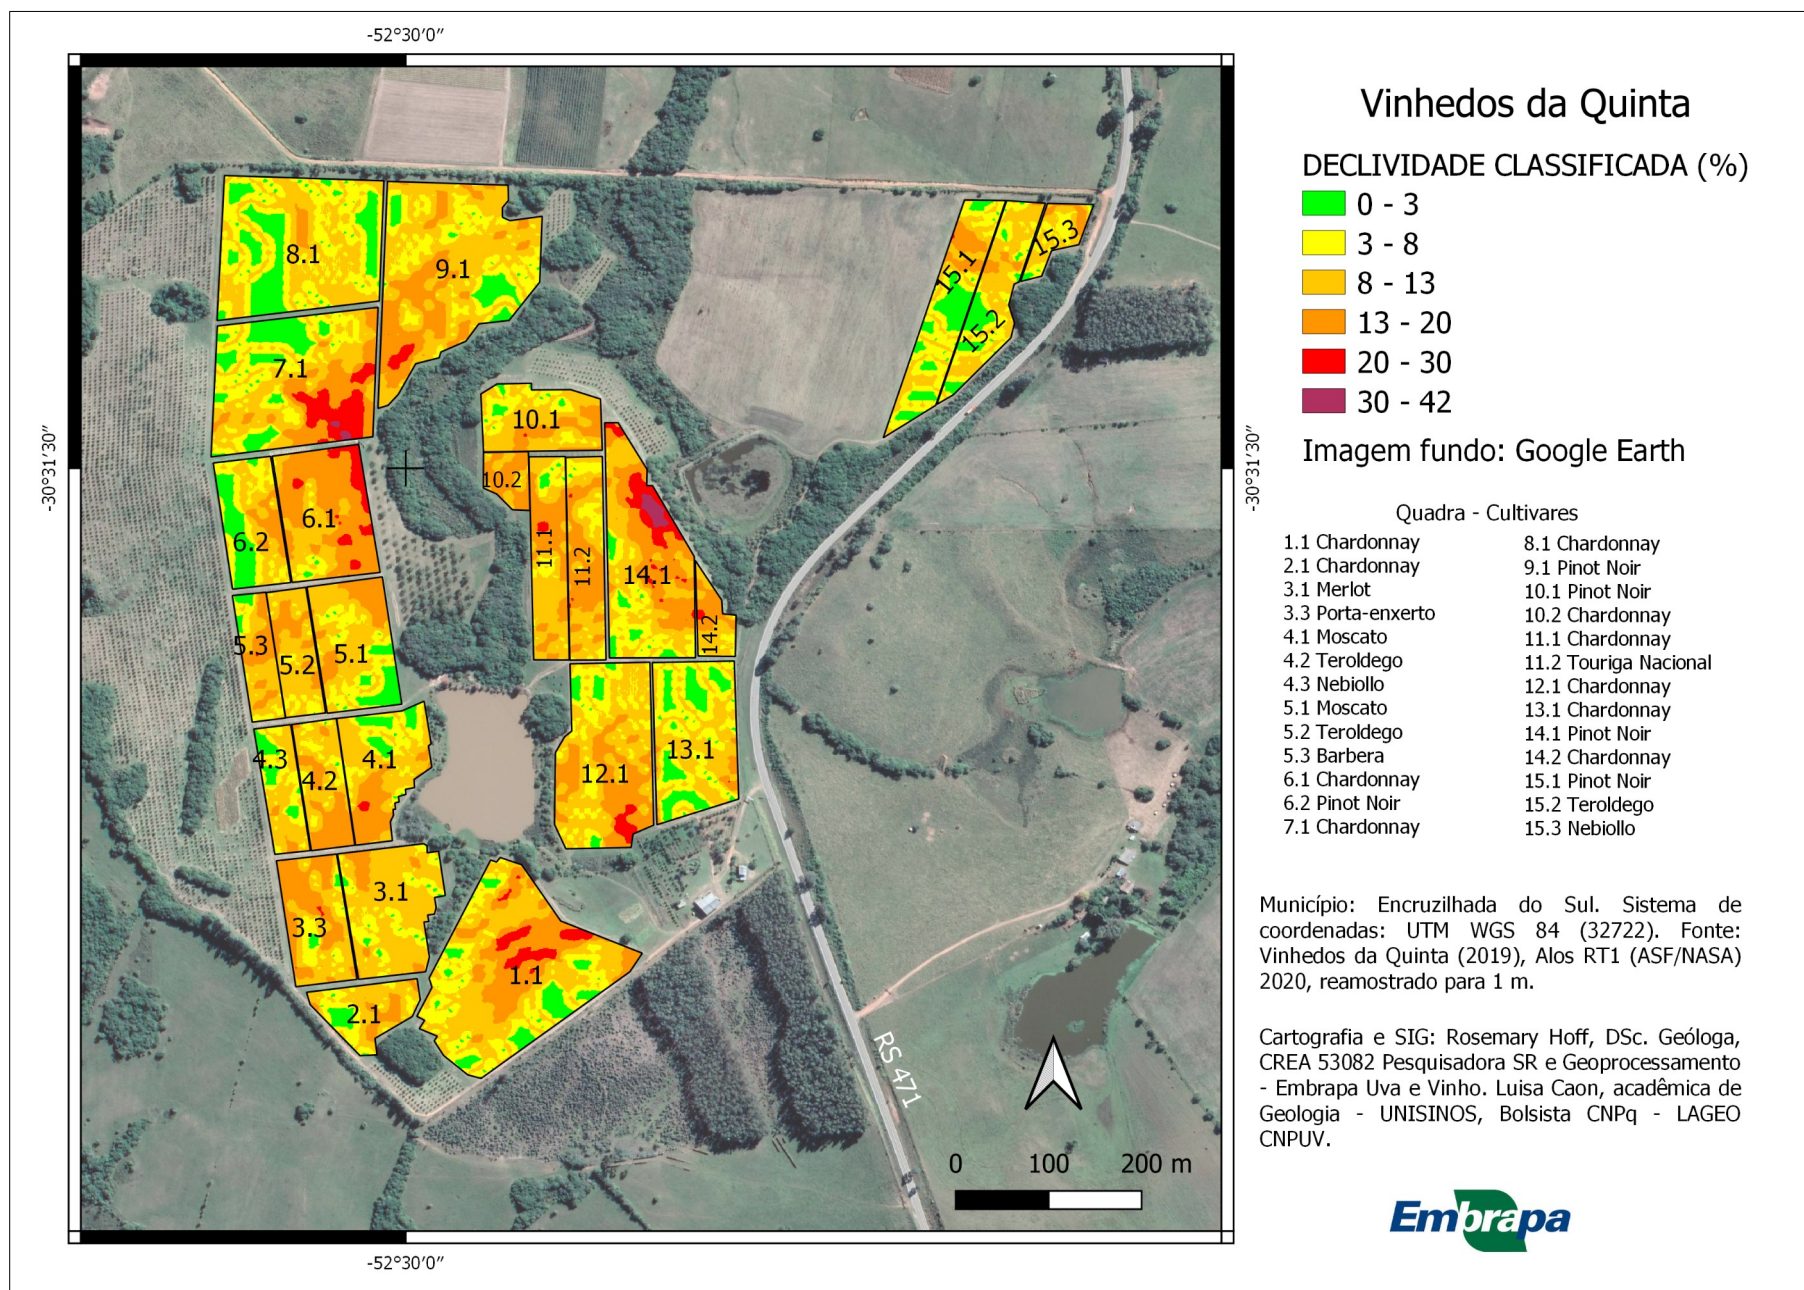 -52°30'0"
Vinhedos da Quinta
DECLIVIDADE CLASSIFICADA (%)
0 - 3
3 - 8
8 - 13
13 - 20
20 - 30
30 - 42
Imagem fundo: Google Earth
Quadra - Cultivares
1.1 Chardonnay
2.1 Chardonnay
3.1 Merlot
3.3 Porta-enxerto
4.1 Moscato
4.2 Teroldego
4.3 Nebiollo
5.1 Moscato
5.2 Teroldego
5.3 Barbera
6.1 Chardonnay
6.2 Pinot Noir
7.1 Chardonnay
8.1 Chardonnay
9.1 Pinot Noir
10.1 Pinot Noir
10.2 Chardonnay
11.1 Chardonnay
11.2 Touriga Nacional
12.1 Chardonnay
13.1 Chardonnay
14.1 Pinot Noir
14.2 Chardonnay
15.1 Pinot Noir
15.2 Teroldego
15.3 Nebiollo
Município: Encruzilhada do Sul. Sistema de
coordenadas: UTM WGS 84 (32722). Fonte:
Vinhedos da Quinta (2019), Alos RT1 (ASF/NASA)
2020, reamostrado para 1 m.
Cartografia e SIG: Rosemary Hoff, DSc. Geóloga,
CREA 53082 Pesquisadora SR e Geoprocessamento
- Embrapa Uva e Vinho. Luisa Caon, acadêmica de
Geologia - UNISINOS, Bolsista CNPq - LAGEO
CNPUV.
Embrapa
8.1
9.1
15.1
15.2
15.3
7.1
10.1
10.2
-30°31'30"
-30°31'30"
6.1
6.2
11.1
11.2
14.1
14.2
5.3
5.2
5.1
4.3
4.2
4.1
12.1
13.1
3.3
3.1
1.1
2.1
RS 471
0 100 200 m
-52°30'0"